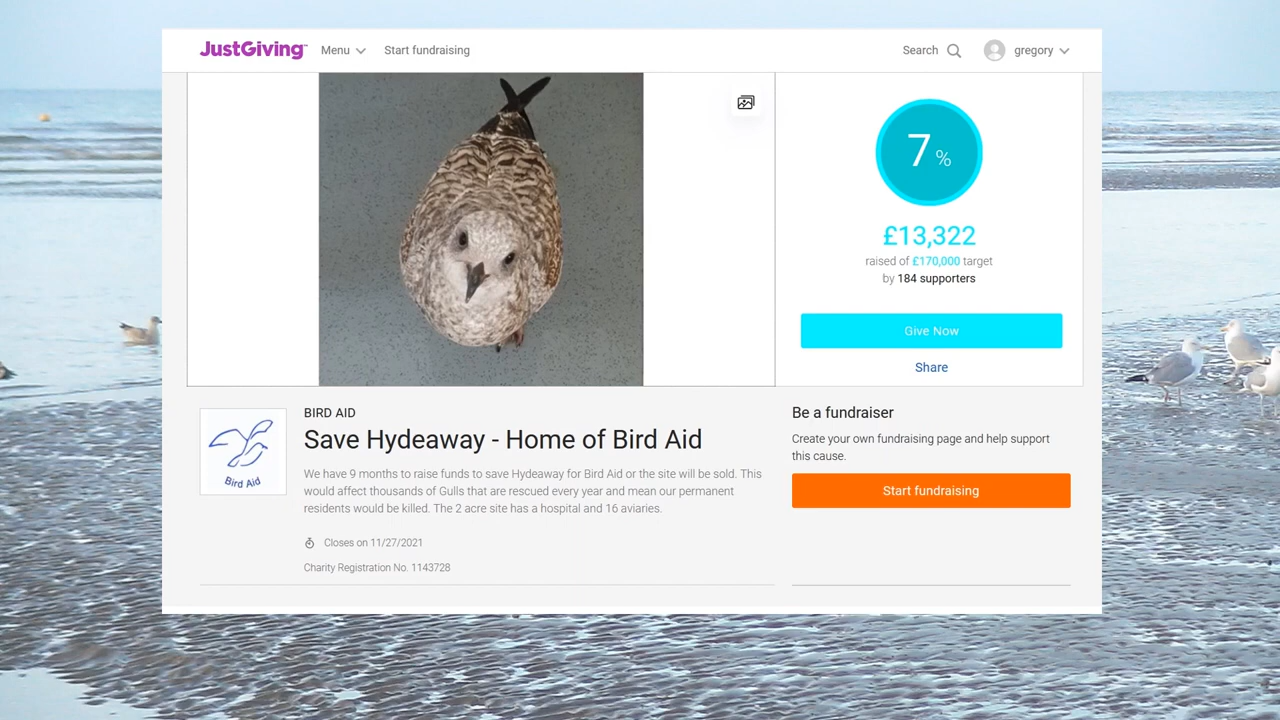 JustGiving™ Menu Start fundraising Search gregory
7 %
£13,322
raised of £170,000 target
by 184 supporters
Give Now
Share
Bird Aid
BIRD AID
Save Hydeaway - Home of Bird Aid
We have 9 months to raise funds to save Hydeaway for Bird Aid or the site will be sold. This
would affect thousands of Gulls that are rescued every year and mean our permanent
residents would be killed. The 2 acre site has a hospital and 16 aviaries.
Closes on 11/27/2021
Charity Registration No. 1143728
Be a fundraiser
Create your own fundraising page and help support
this cause.
Start fundraising